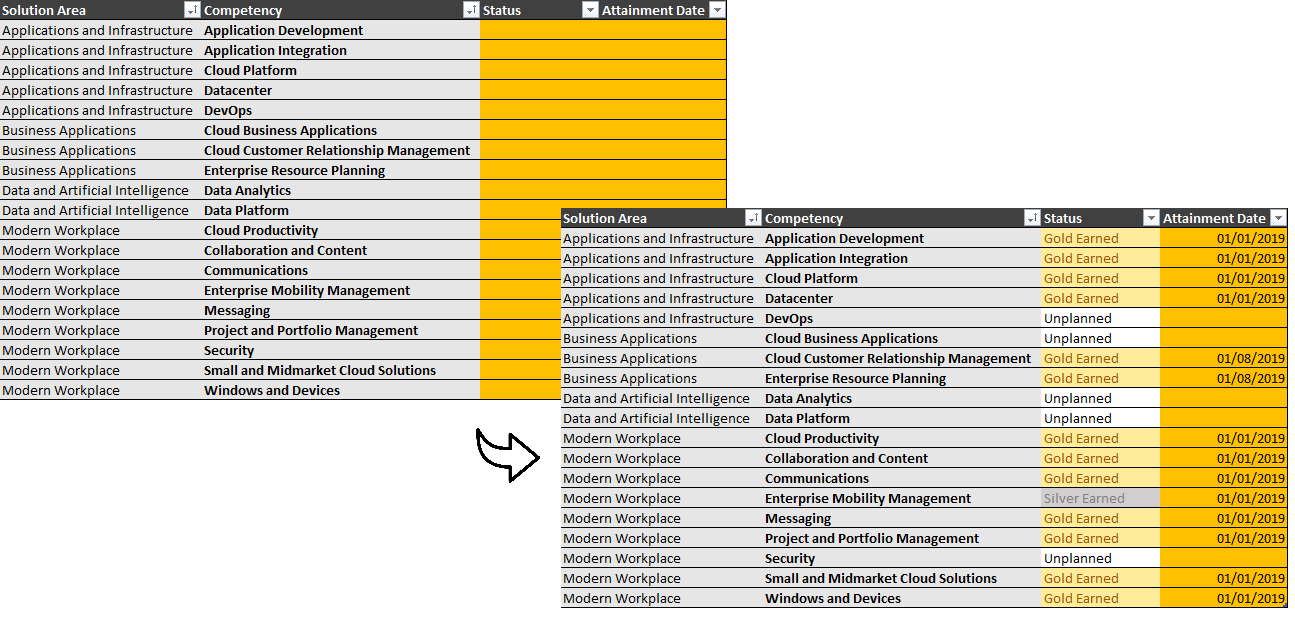 Solution Area Competency Status Attainment Date
Applications and Infrastructure Application Development
Applications and Infrastructure Application Integration
Applications and Infrastructure Cloud Platform
Applications and Infrastructure Datacenter
Applications and Infrastructure DevOps
Business Applications Cloud Business Applications
Business Applications Cloud Customer Relationship Management
Business Applications Enterprise Resource Planning
Data and Artificial Intelligence Data Analytics
Data and Artificial Intelligence Data Platform
Modern Workplace Cloud Productivity
Modern Workplace Collaboration and Content
Modern Workplace Communications
Modern Workplace Enterprise Mobility Management
Modern Workplace Messaging
Modern Workplace Project and Portfolio Management
Modern Workplace Security
Modern Workplace Small and Midmarket Cloud Solutions
Modern Workplace Windows and Devices
Solution Area Competency Status Attainment Date
Applications and Infrastructure Application Development Gold Earned 01/01/2019
Applications and Infrastructure Application Integration Gold Earned 01/01/2019
Applications and Infrastructure Cloud Platform Gold Earned 01/01/2019
Applications and Infrastructure Datacenter Gold Earned 01/01/2019
Applications and Infrastructure DevOps Unplanned
Business Applications Cloud Business Applications Unplanned
Business Applications Cloud Customer Relationship Management Gold Earned 01/08/2019
Business Applications Enterprise Resource Planning Gold Earned 01/08/2019
Data and Artificial Intelligence Data Analytics Unplanned
Data and Artificial Intelligence Data Platform Unplanned
Modern Workplace Cloud Productivity Gold Earned 01/01/2019
Modern Workplace Collaboration and Content Gold Earned 01/01/2019
Modern Workplace Communications Gold Earned 01/01/2019
Modern Workplace Enterprise Mobility Management Silver Earned 01/01/2019
Modern Workplace Messaging Gold Earned 01/01/2019
Modern Workplace Project and Portfolio Management Gold Earned 01/01/2019
Modern Workplace Security Unplanned
Modern Workplace Small and Midmarket Cloud Solutions Gold Earned 01/01/2019
Modern Workplace Windows and Devices Gold Earned 01/01/2019